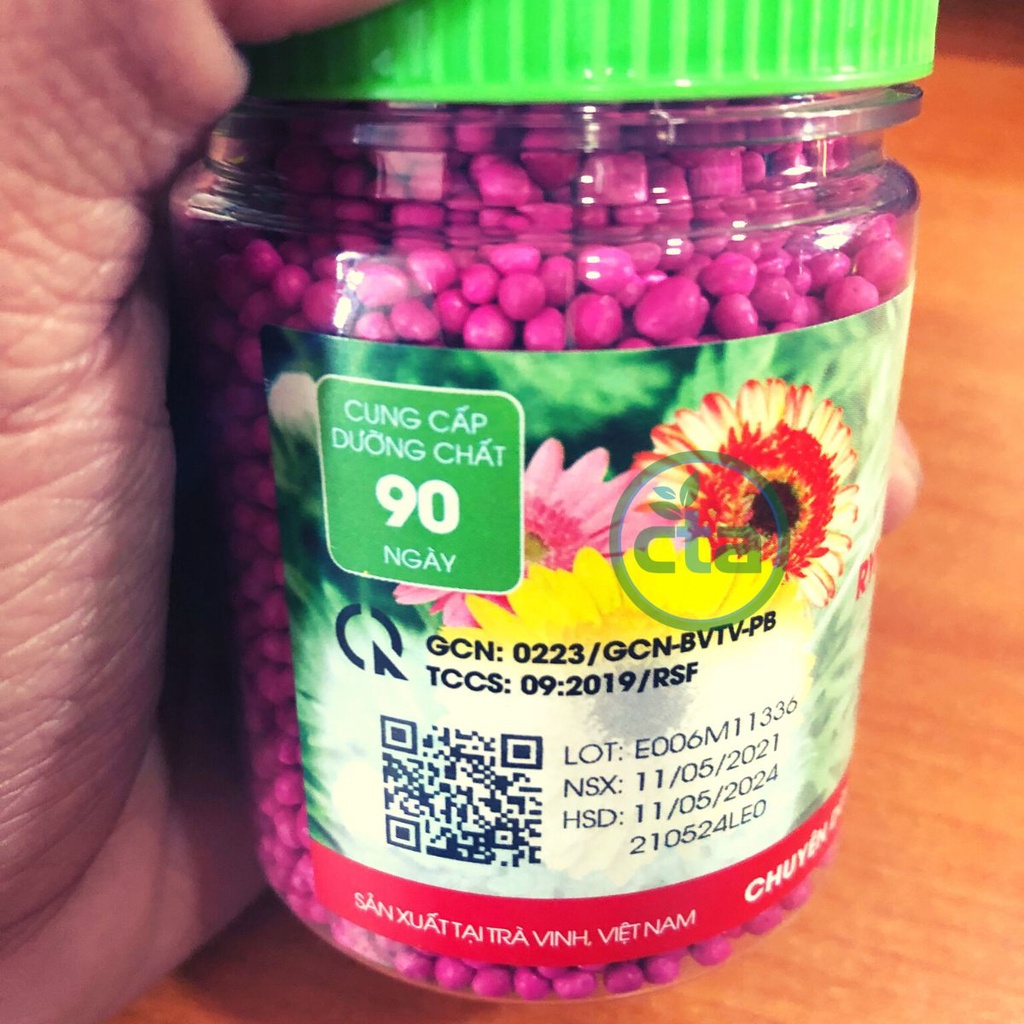 CUNG CẤP
DƯỠNG CHẤT
90
NGÀY
cta
GCN: 0223/GCN-BVTV-PB
TCCS: 09:2019/RSF
LOT: E006M11336
NSX: 11/05/2021
HSD: 11/05/2024
210524LE0
SẢN XUẤT TẠI TRÀ VINH, VIỆT NAM
CHUYÊN